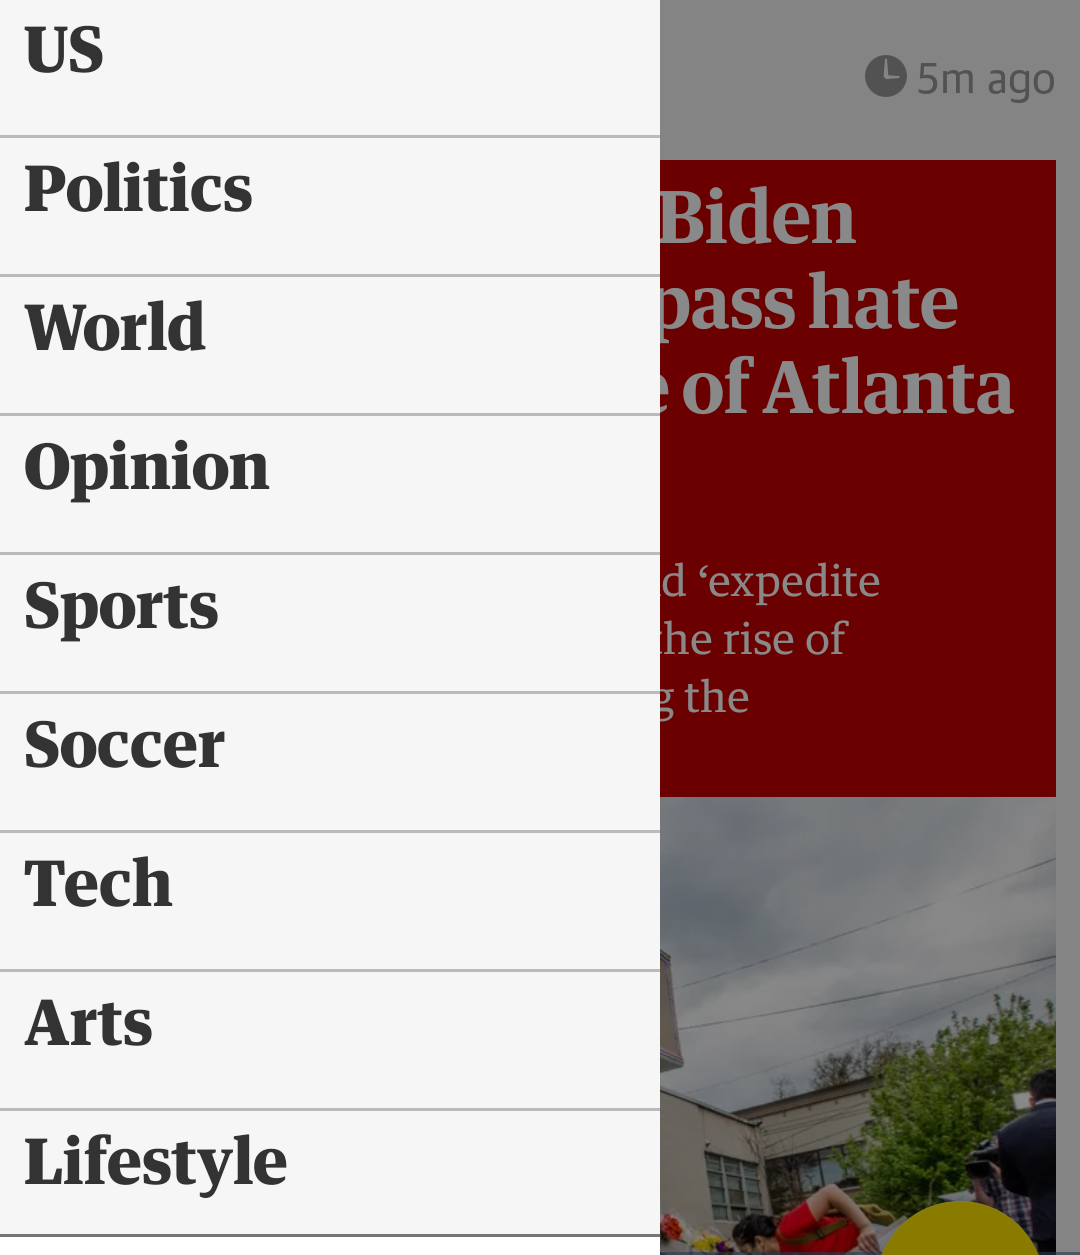 US
Politics
World
Opinion
Sports
Soccer
Tech
Arts
Lifestyle
5m ago
Biden
pass hate
of Atlanta
‘expedite
rise of
the